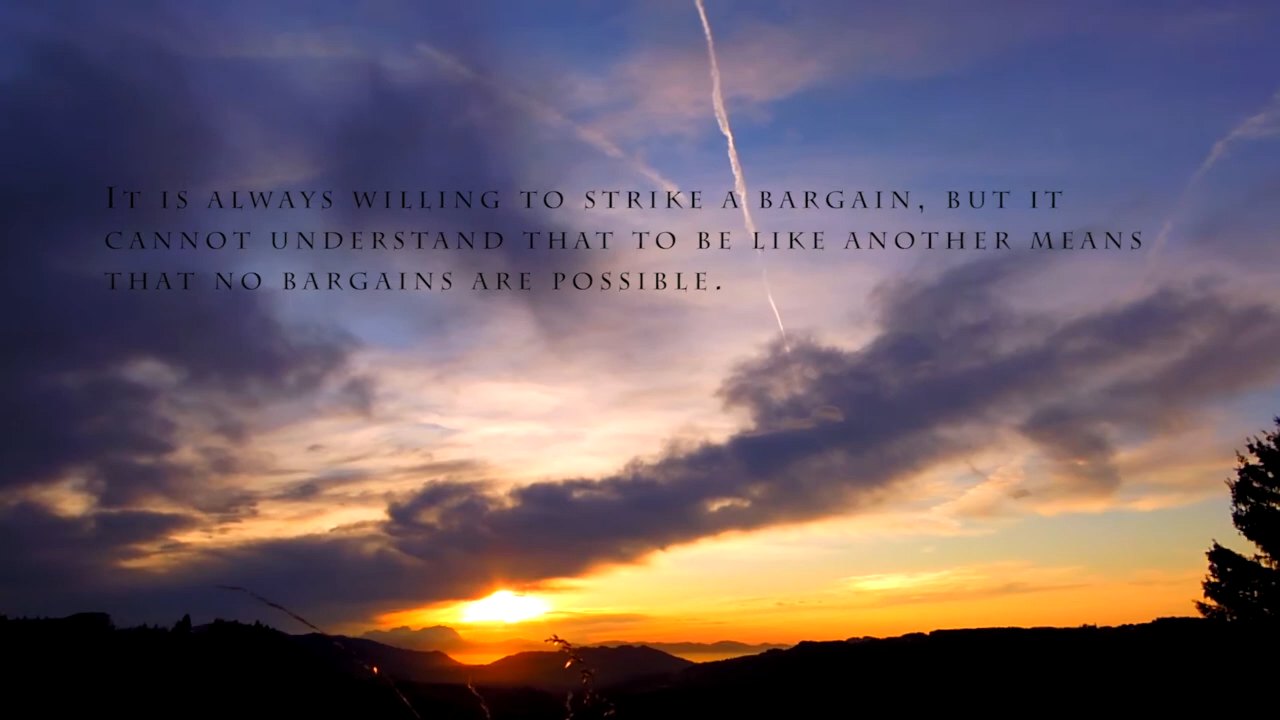 It is always willing to strike a bargain, but it
cannot understand that to be like another means
that no bargains are possible.